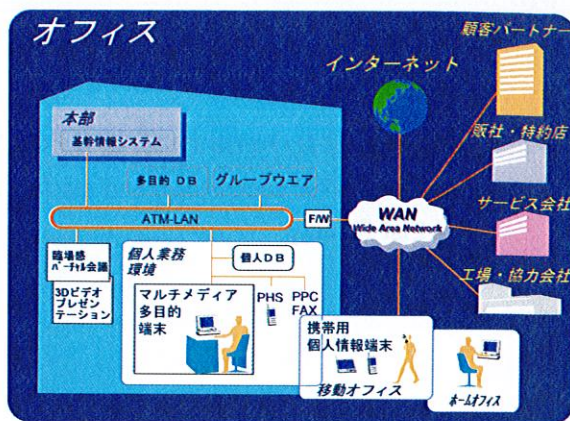 オフィス
顧客パートナー
インターネット
本部
基幹情報システム
販社・特約店
多目的 DB
グループウエア
ATM-LAN
F/W
WAN
Wide Area Network
サービス会社
臨場感
バーチャル会議
3Dビデオ
プレゼン
テーション
個人業務
環境
個人DB
マルチメディア
多目的
端末
PHS
PPC
FAX
工場・協力会社
携帯用
個人情報端末
移動オフィス
ホームオフィス